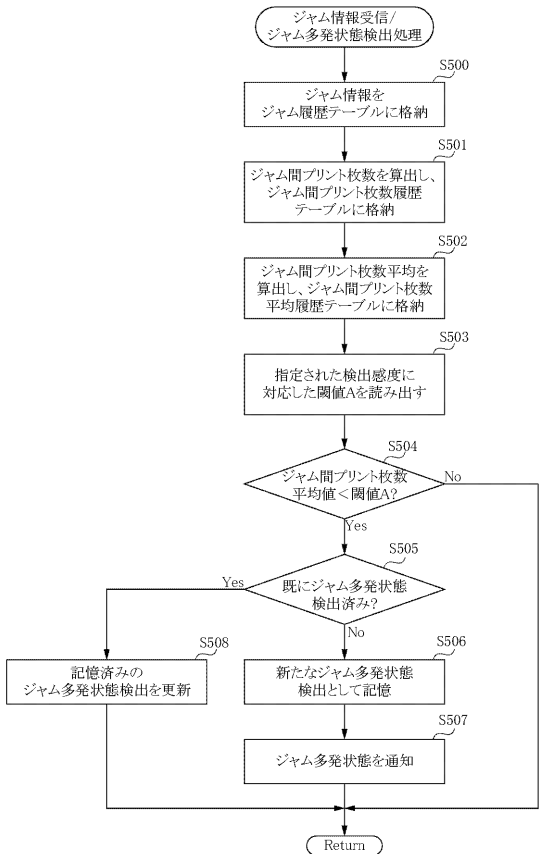 ジャム情報受信/
ジャム多発状態検出処理
S500
ジャム情報を
ジャム履歴テーブルに格納
S501
ジャム間プリント枚数を算出し、
ジャム間プリント枚数履歴
テーブルに格納
S502
ジャム間プリント枚数平均を
算出し、ジャム間プリント枚数
平均履歴テーブルに格納
S503
指定された検出感度に
対応した閾値Aを読み出す
S504
ジャム間プリント枚数
平均値<閾値A?
No
Yes
S505
既にジャム多発状態
検出済み?
Yes
No
S508
記憶済みの
ジャム多発状態検出を更新
S506
新たなジャム多発状態
検出として記憶
S507
ジャム多発状態を通知
Return